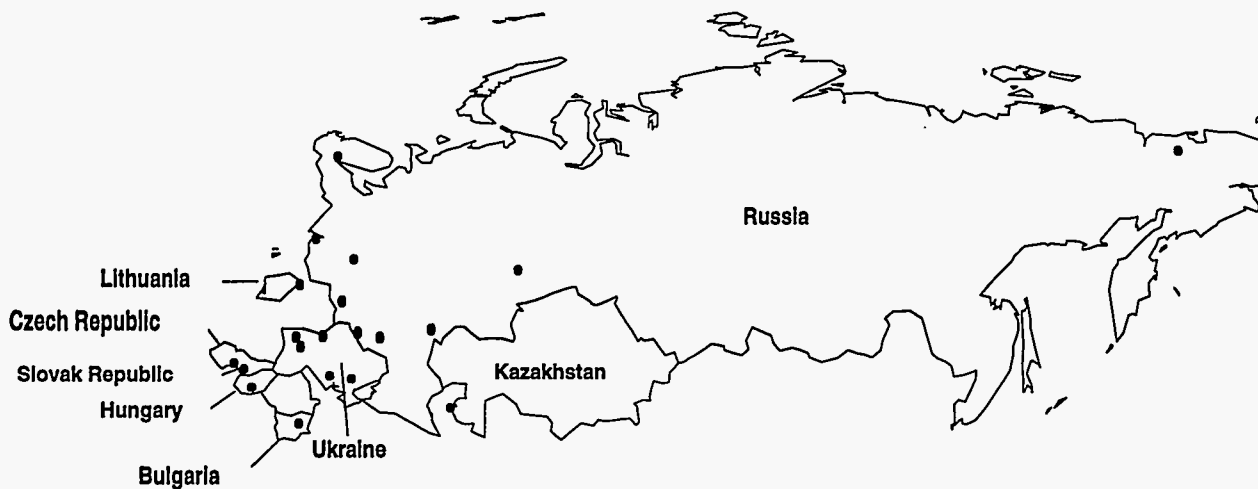 Russia
Lithuania
Czech Republic
Slovak Republic
Kazakhstan
Hungary
Ukraine
Bulgaria